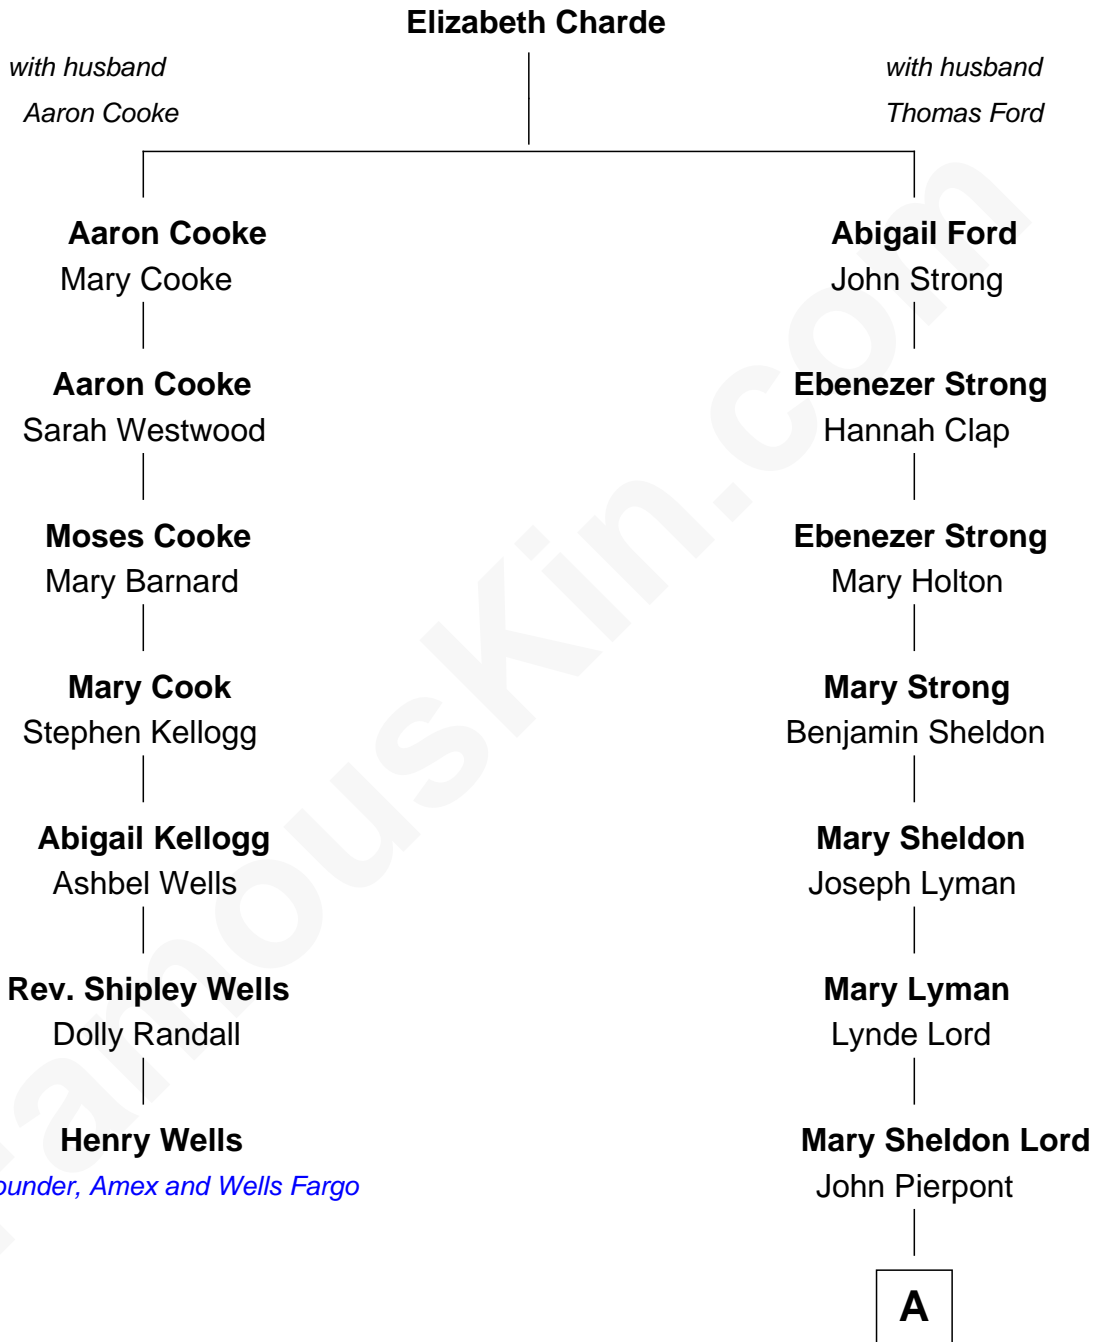 Elizabeth Charde
with husband
Aaron Cooke
with husband
Thomas Ford
Aaron Cooke
Mary Cooke
Abigail Ford
John Strong
Aaron Cooke
Sarah Westwood
Ebenezer Strong
Hannah Clap
Moses Cooke
Mary Barnard
Ebenezer Strong
Mary Holton
Mary Cook
Stephen Kellogg
Mary Strong
Benjamin Sheldon
Abigail Kellogg
Ashbel Wells
Mary Sheldon
Joseph Lyman
Rev. Shipley Wells
Dolly Randall
Mary Lyman
Lynde Lord
Henry Wells
ounder, Amex and Wells Fargo
Mary Sheldon Lord
John Pierpont
A
FamousKin.com